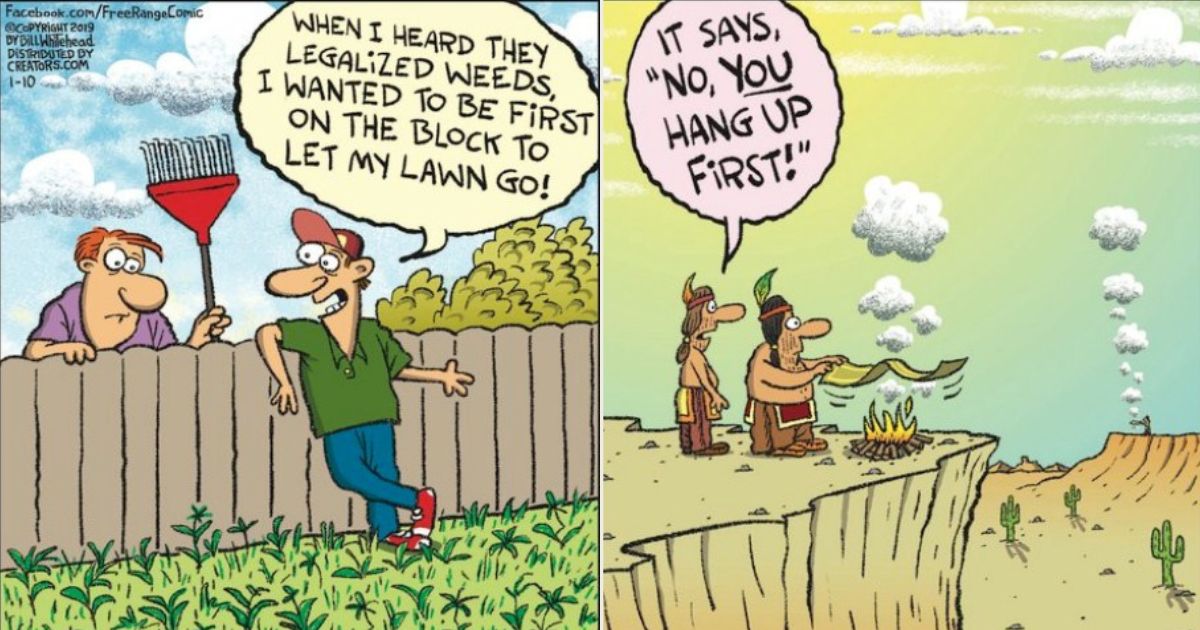 Facebook.com/FreeRangeComic
©COPYRIGHT 2019
BY Bill Whitehead
DISTRIBUTED BY
CREATORS.COM
1-10
WHEN I HEARD THEY
LEGALiZED WEEDS,
I WANTED TO BE FiRST
ON THE BLOCK TO
LET MY LAWN GO!
IT SAYS,
"NO, YOU
HANG UP
FiRST!"